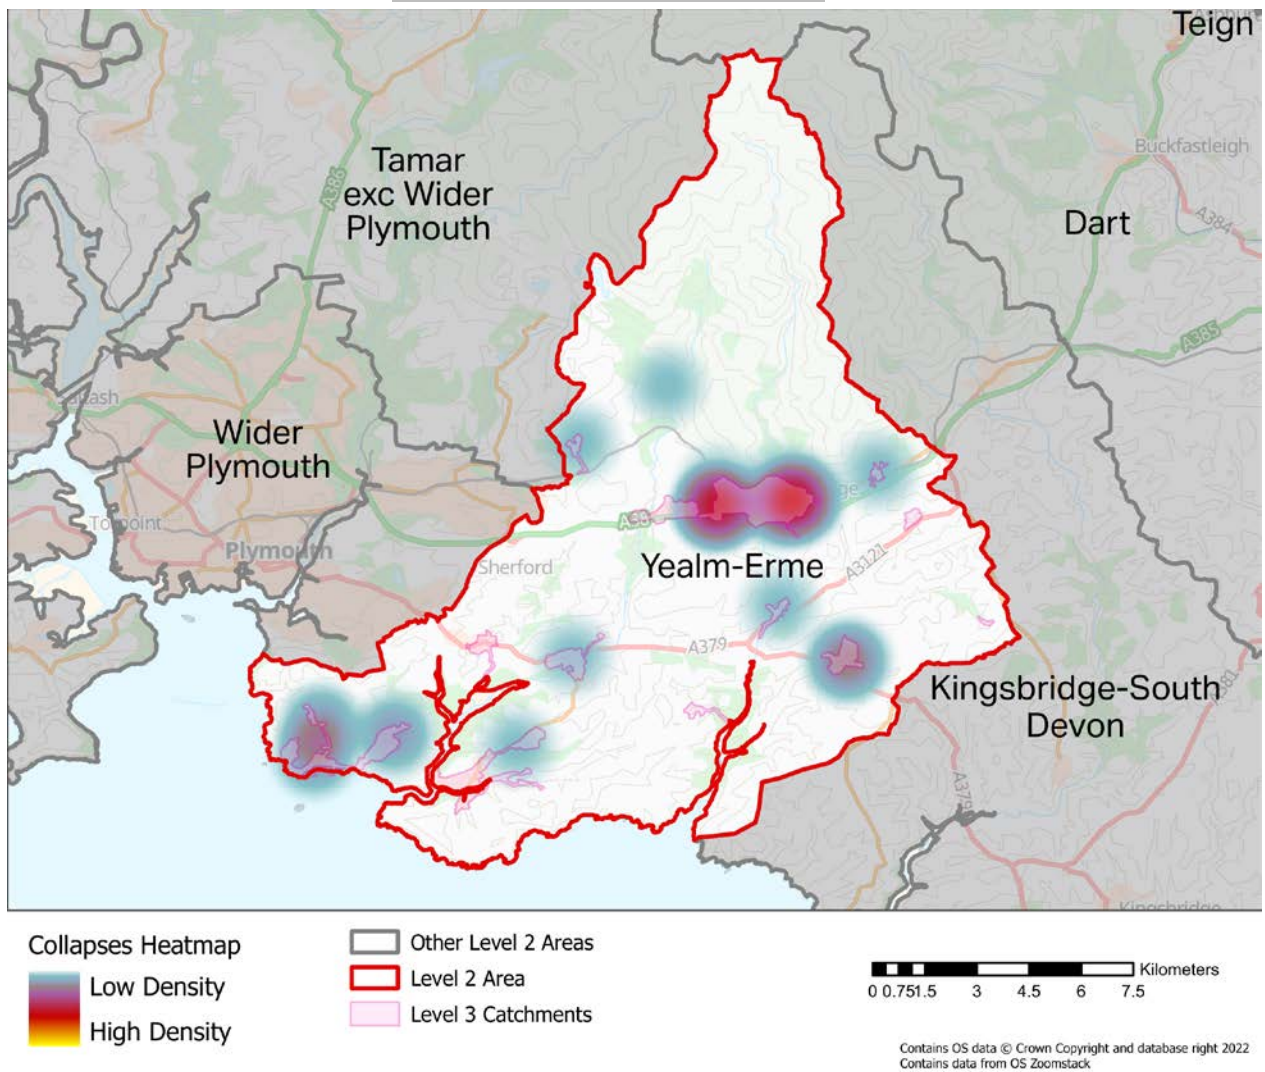 Teign
Tamar
exc Wider
Plymouth
A386
Buckfastleigh
A384
Dart
A385
Wider
Plymouth
Plymouth
A38
Sherford
Yealm-Erme
A3121
A379
Kingsbridge-South
Devon
A381
A379
Kingsbridge
Collapses Heatmap
Low Density
High Density
Other Level 2 Areas
Level 2 Area
Level 3 Catchments
Kilometers
0 0.751.5 3 4.5 6 7.5
Contains OS data © Crown Copyright and database right 2022
Contains data from OS Zoomstack